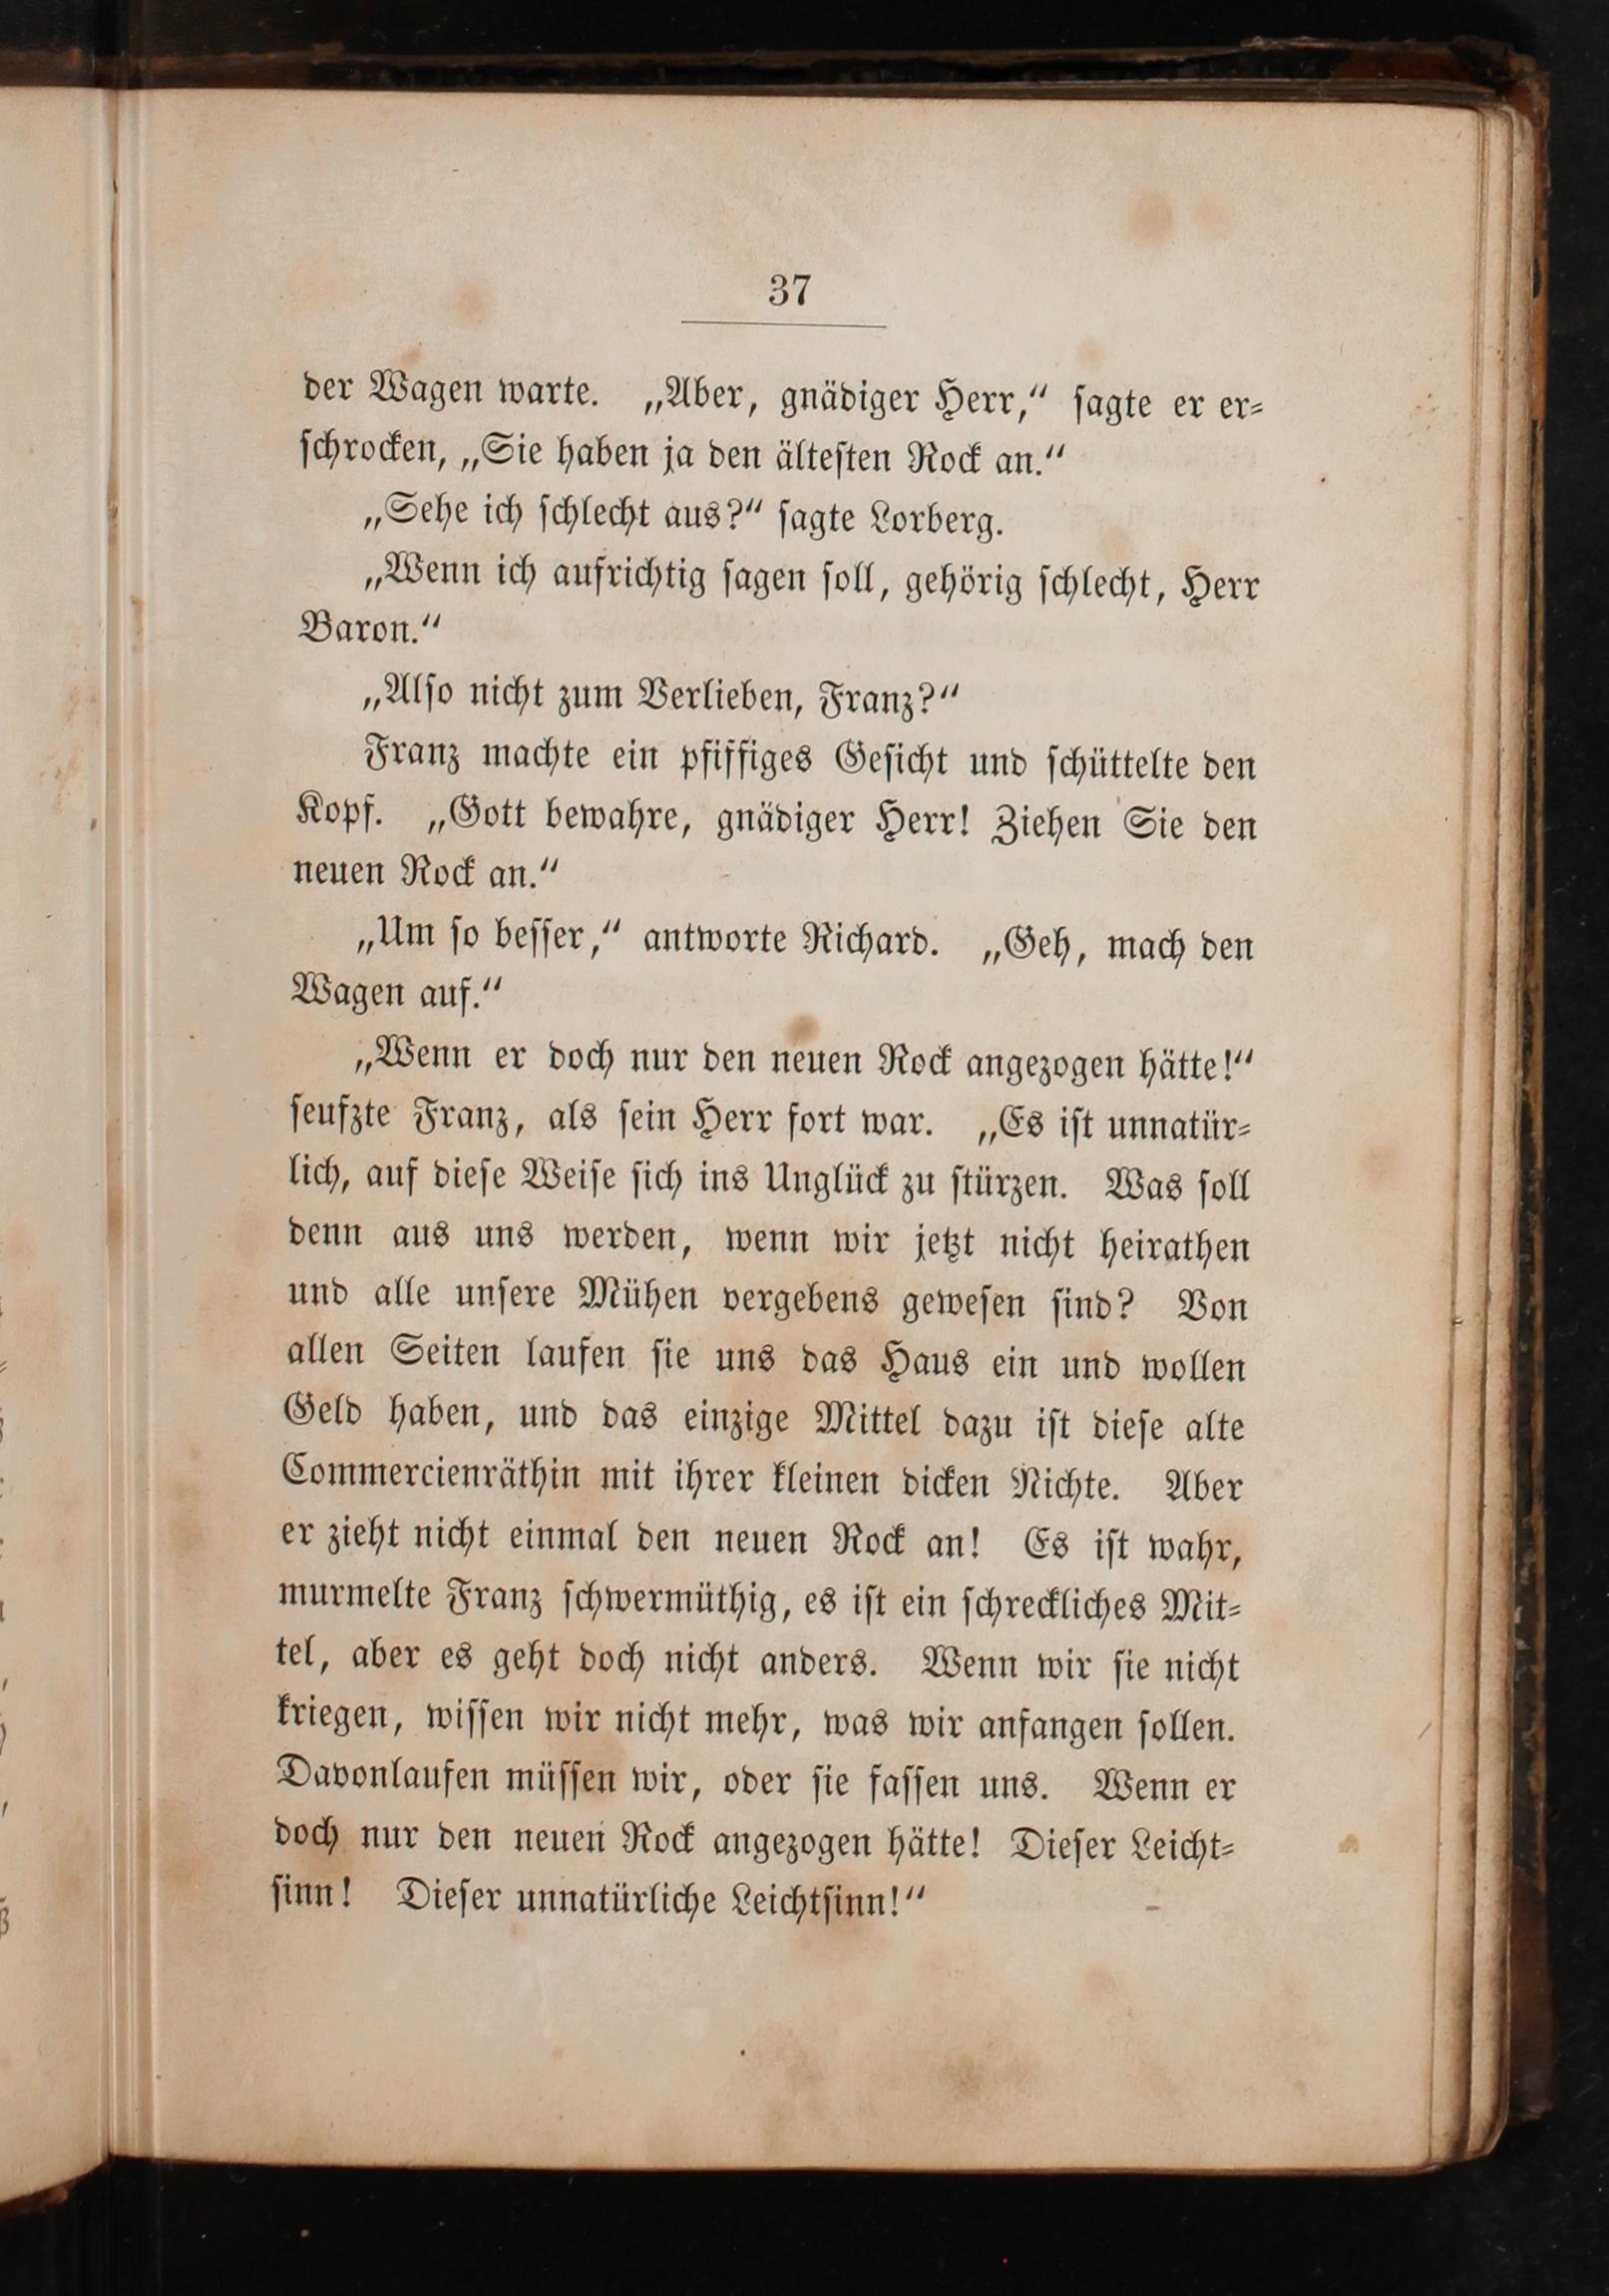 37
der Wagen warte. „Aber, gnädiger Herr,“ sagte er er=
schrocken, „Sie haben ja den ältesten Rock an.“
„Sehe ich schlecht aus?“ sagte Lorberg.
„Wenn ich aufrichtig sagen soll, gehörig schlecht, Herr
Baron.“
„Also nicht zum Verlieben, Franz?“
Franz machte ein pfiffiges Gesicht und schüttelte den
Kopf. „Gott bewahre, gnädiger Herr! Ziehen Sie den
neuen Rock an.“
„Um so besser,“ antworte Richard. „Geh, mach den
Wagen auf.“
„Wenn er doch nur den neuen Rock angezogen hätte!“
seufzte Franz, als sein Herr fort war. „Es ist unnatür=
lich, auf diese Weise sich ins Unglück zu stürzen. Was soll
denn aus uns werden, wenn wir jetzt nicht heirathen
und alle unsere Mühen vergebens gewesen sind? Von
allen Seiten laufen sie uns das Haus ein und wollen
Geld haben, und das einzige Mittel dazu ist diese alte
Commercienräthin mit ihrer kleinen dicken Nichte. Aber
er zieht nicht einmal den neuen Rock an! Es ist wahr,
murmelte Franz schwermüthig, es ist ein schreckliches Mit=
tel, aber es geht doch nicht anders. Wenn wir sie nicht
kriegen, wissen wir nicht mehr, was wir anfangen sollen.
Davonlaufen müssen wir, oder sie fassen uns. Wenn er
doch nur den neuen Rock angezogen hätte! Dieser Leicht=
sinn! Dieser unnatürliche Leichtsinn!“